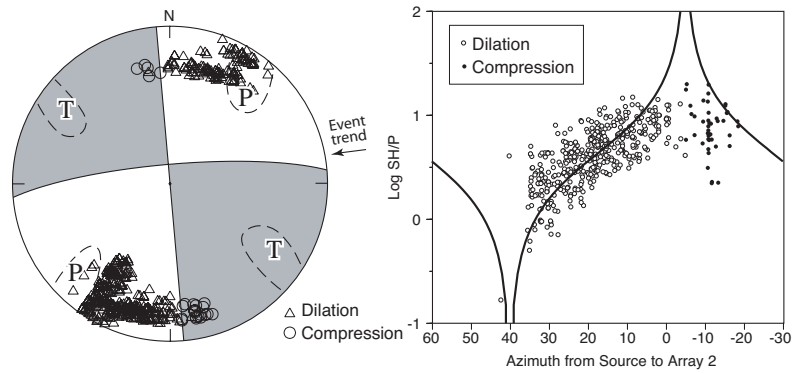 N
T
P
Event
trend
P
T
Dilation
Compression
Dilation
Compression
Log SH/P
2
1
0
-1
60
50
40
30
20
10
0
-10
-20
-30
Azimuth from Source to Array 2